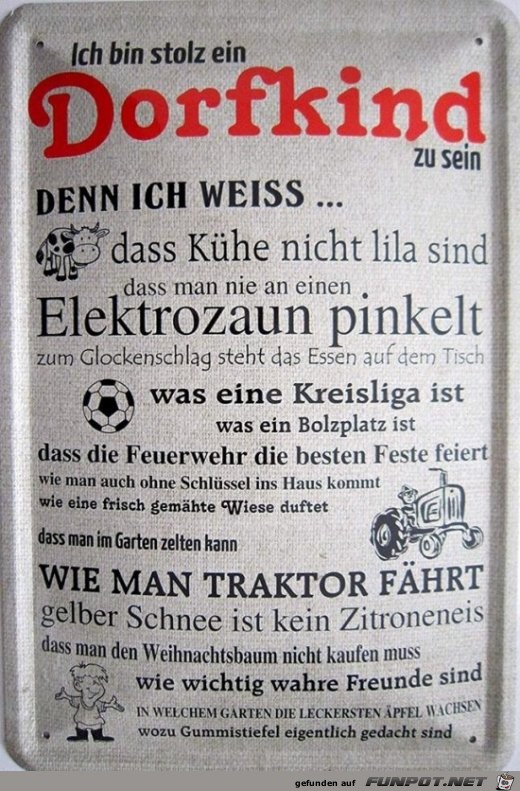 Ich bin stolz ein
Dorfkind
zu sein
DENN ICH WEISS ...
dass Kühe nicht lila sind
dass man nie an einen
Elektrozaun pinkelt
zum Glockenschlag steht das Essen auf dem Tisch
was eine Kreisliga ist
was ein Bolzplatz ist
dass die Feuerwehr die besten Feste feiert
wie man auch ohne Schlüssel ins Haus kommt
wie eine frisch gemähte Wiese duftet
dass man im Garten zelten kann
WIE MAN TRAKTOR FÄHRT
gelber Schnee ist kein Zitroneneis
dass man den Weihnachtsbaum nicht kaufen muss
wie wichtig wahre Freunde sind
IN WELCHEM GARTEN DIE LECKERSTEN ÄPFEL WACHSEN
wozu Gummistiefel eigentlich gedacht sind
gefunden auf FUNPOT.NET